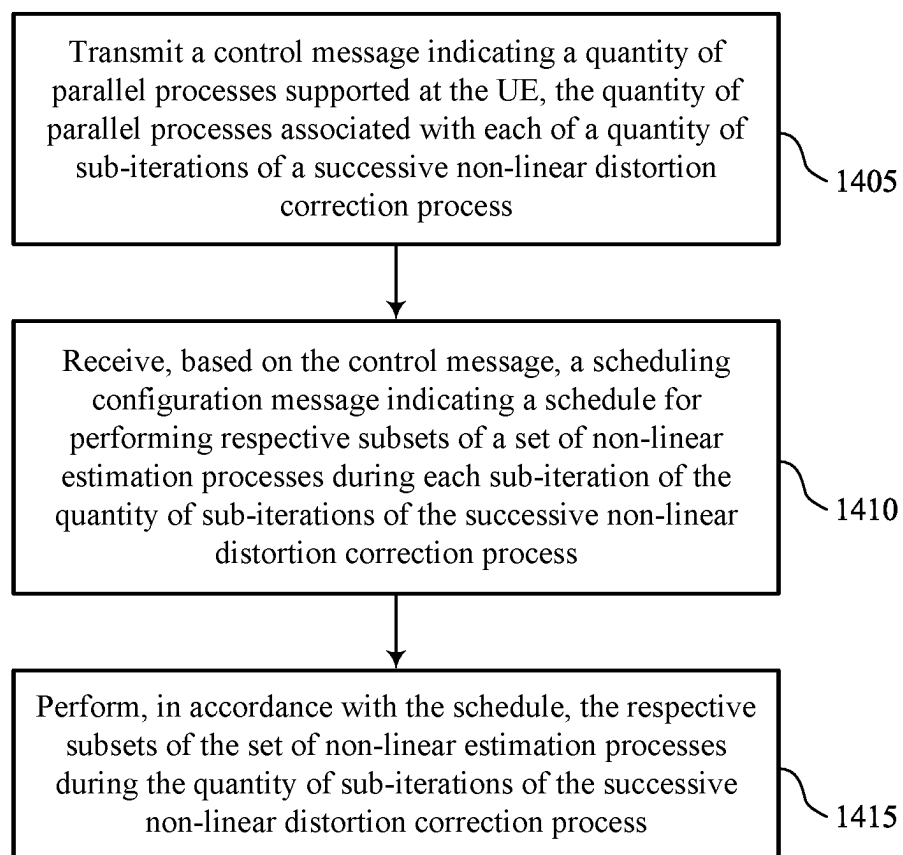 Transmit a control message indicating a quantity of
parallel processes supported at the UE, the quantity of
parallel processes associated with each of a quantity of
sub-iterations of a successive non-linear distortion
correction process
1405
Receive, based on the control message, a scheduling
configuration message indicating a schedule for
performing respective subsets of a set of non-linear
estimation processes during each sub-iteration of the
quantity of sub-iterations of the successive non-linear
distortion correction process
1410
Perform, in accordance with the schedule, the respective
subsets of the set of non-linear estimation processes
during the quantity of sub-iterations of the successive
non-linear distortion correction process
1415